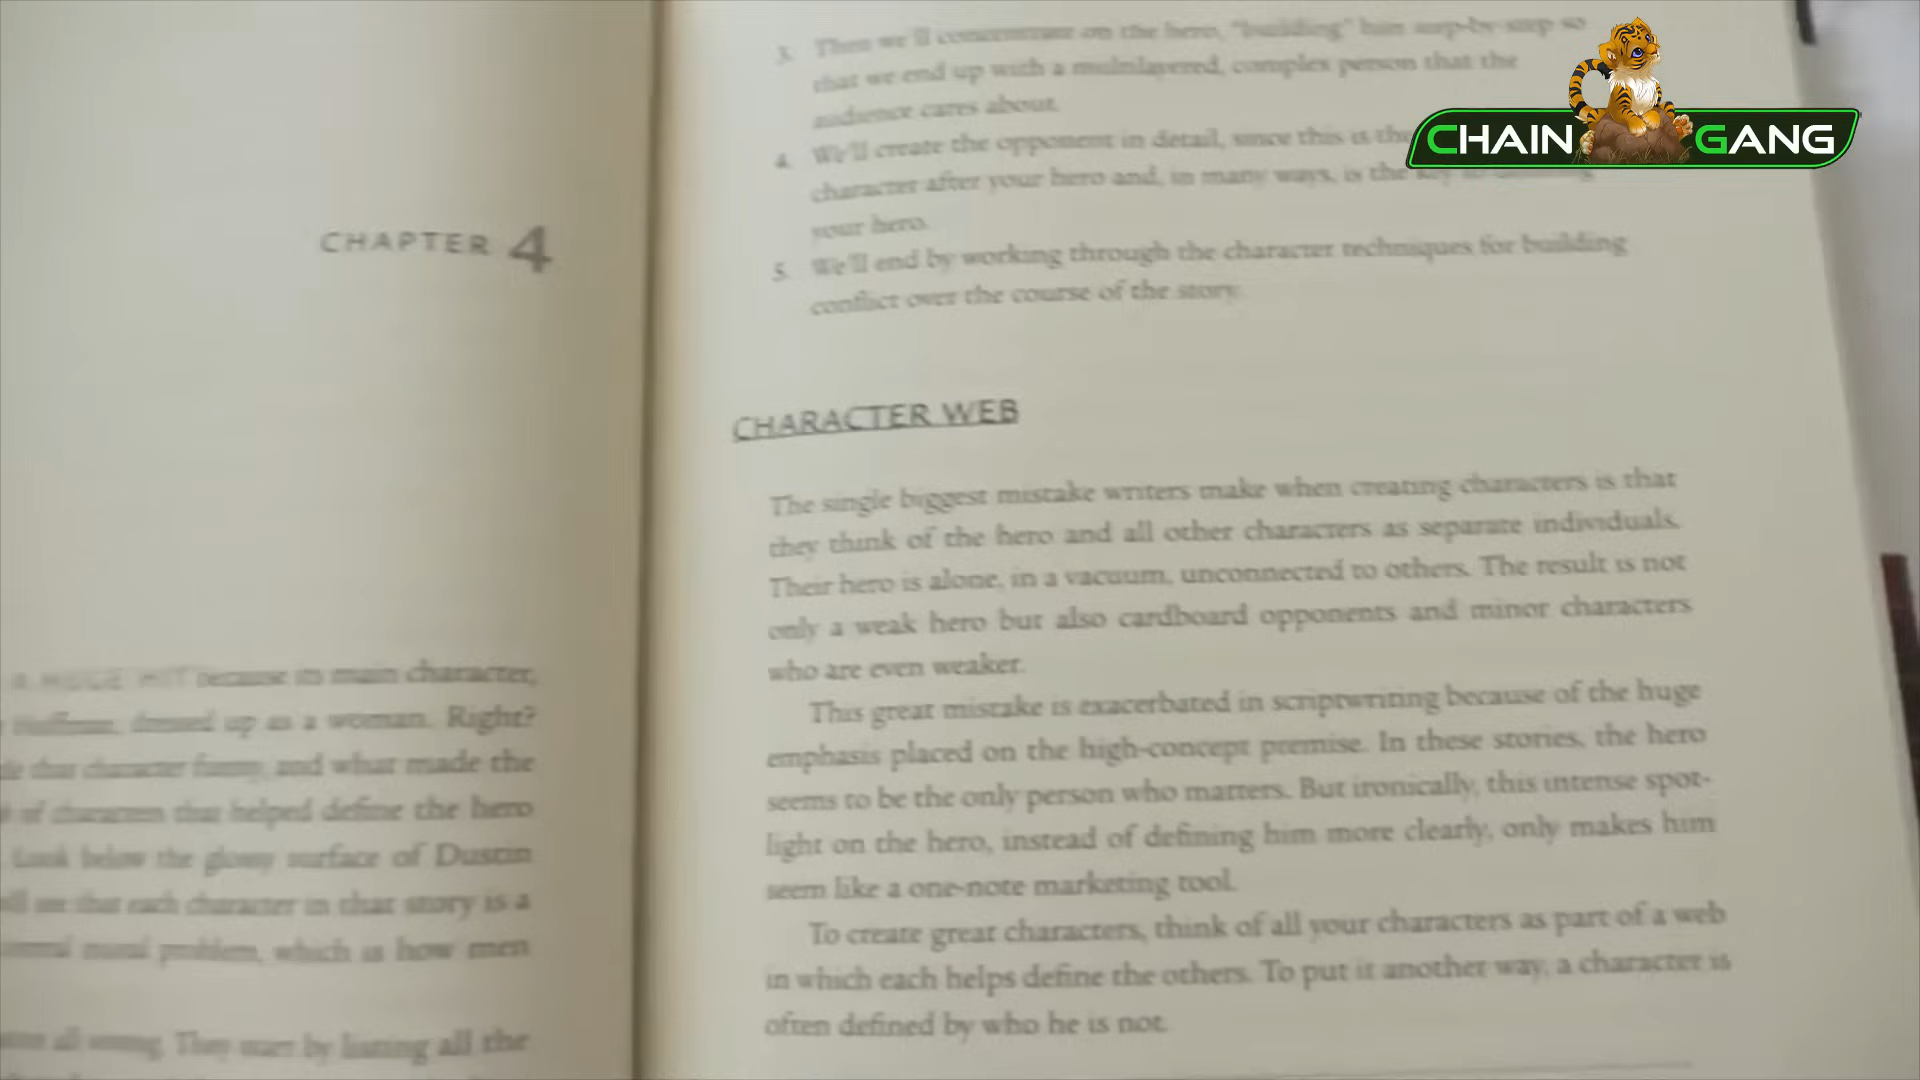 CHAPTER 4
because its main character,
Hoffman, dressed up as a woman. Right?
that character funny, and what made the
of characters that helped define the hero
Look below the glossy surface of Dustin
see that each character in that story is a
moral problem, which is how men
all wrong. They start by listing all the
3. Then we'll concentrate on the hero, "building" him step-by-step so
that we end up with a multilayered, complex person that the
audience cares about.
4. We'll create the opponent in detail, since this is the
character after your hero and, in many ways, is the key to defining
your hero.
5. We'll end by working through the character techniques for building
conflict over the course of the story.
CHARACTER WEB
The single biggest mistake writers make when creating characters is that
they think of the hero and all other characters as separate individuals.
Their hero is alone, in a vacuum, unconnected to others. The result is not
only a weak hero but also cardboard opponents and minor characters
who are even weaker.
This great mistake is exacerbated in scriptwriting because of the huge
emphasis placed on the high-concept premise. In these stories, the hero
seems to be the only person who matters. But ironically, this intense spot-
light on the hero, instead of defining him more clearly, only makes him
seem like a one-note marketing tool.
To create great characters, think of all your characters as part of a web
in which each helps define the others. To put it another way, a character is
often defined by who he is not.
CHAIN GANG